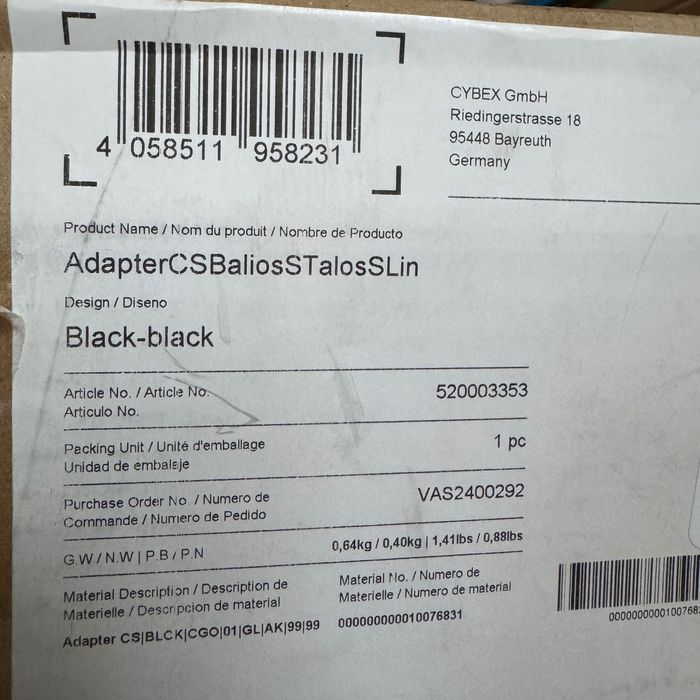 4 058511 958231
CYBEX GmbH
Riedingerstrasse 18
95448 Bayreuth
Germany
Product Name / Nom du produit / Nombre de Producto
AdapterCSBaliosSTalosSLin
Design / Diseno
Black-black
Article No. / Article No.
Articulo No.
520003353
Packing Unit / Unité d'emballage
Unidad de embalaje
1 pc
Purchase Order No. / Numero de
Commande / Numero de Pedido
VAS2400292
G.W / N.W | P.B / P.N
0,64kg / 0,40kg | 1,41lbs / 0,88lbs
Material Description / Description de
Materielle / Descripcion de material
Adapter CS|BLCK|CGO|01|GL|AK|99|99
Material No. / Numero de
Materielle / Numero de material
000000000010076831